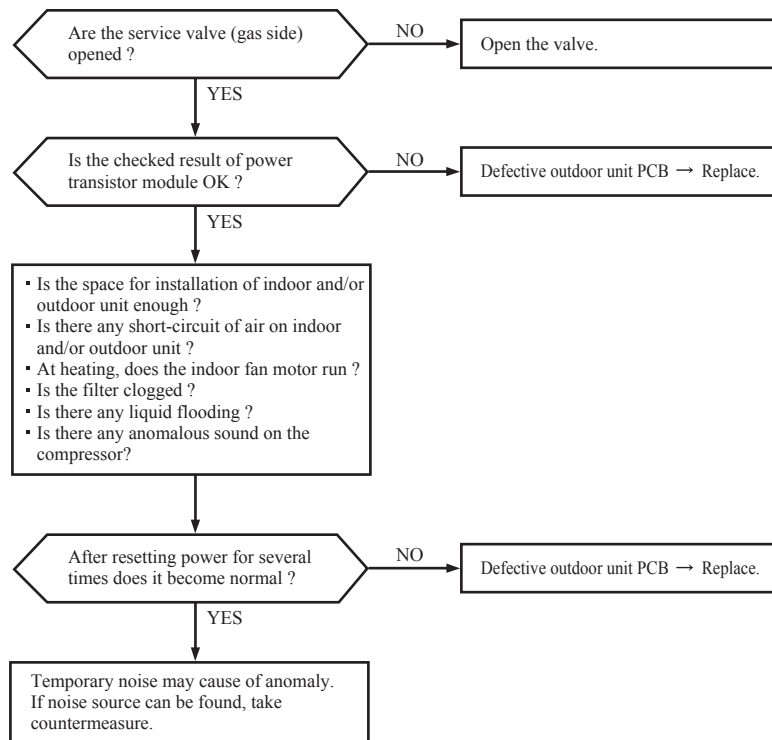 Are the service valve (gas side)
opened ?
NO
Open the valve.
YES
Is the checked result of power
transistor module OK ?
NO
Defective outdoor unit PCB → Replace.
YES
▪ Is the space for installation of indoor and/or
outdoor unit enough ?
▪ Is there any short-circuit of air on indoor
and/or outdoor unit ?
▪ At heating, does the indoor fan motor run ?
▪ Is the filter clogged ?
▪ Is there any liquid flooding ?
▪ Is there any anomalous sound on the
compressor?
After resetting power for several
times does it become normal ?
NO
Defective outdoor unit PCB → Replace.
YES
Temporary noise may cause of anomaly.
If noise source can be found, take
countermeasure.